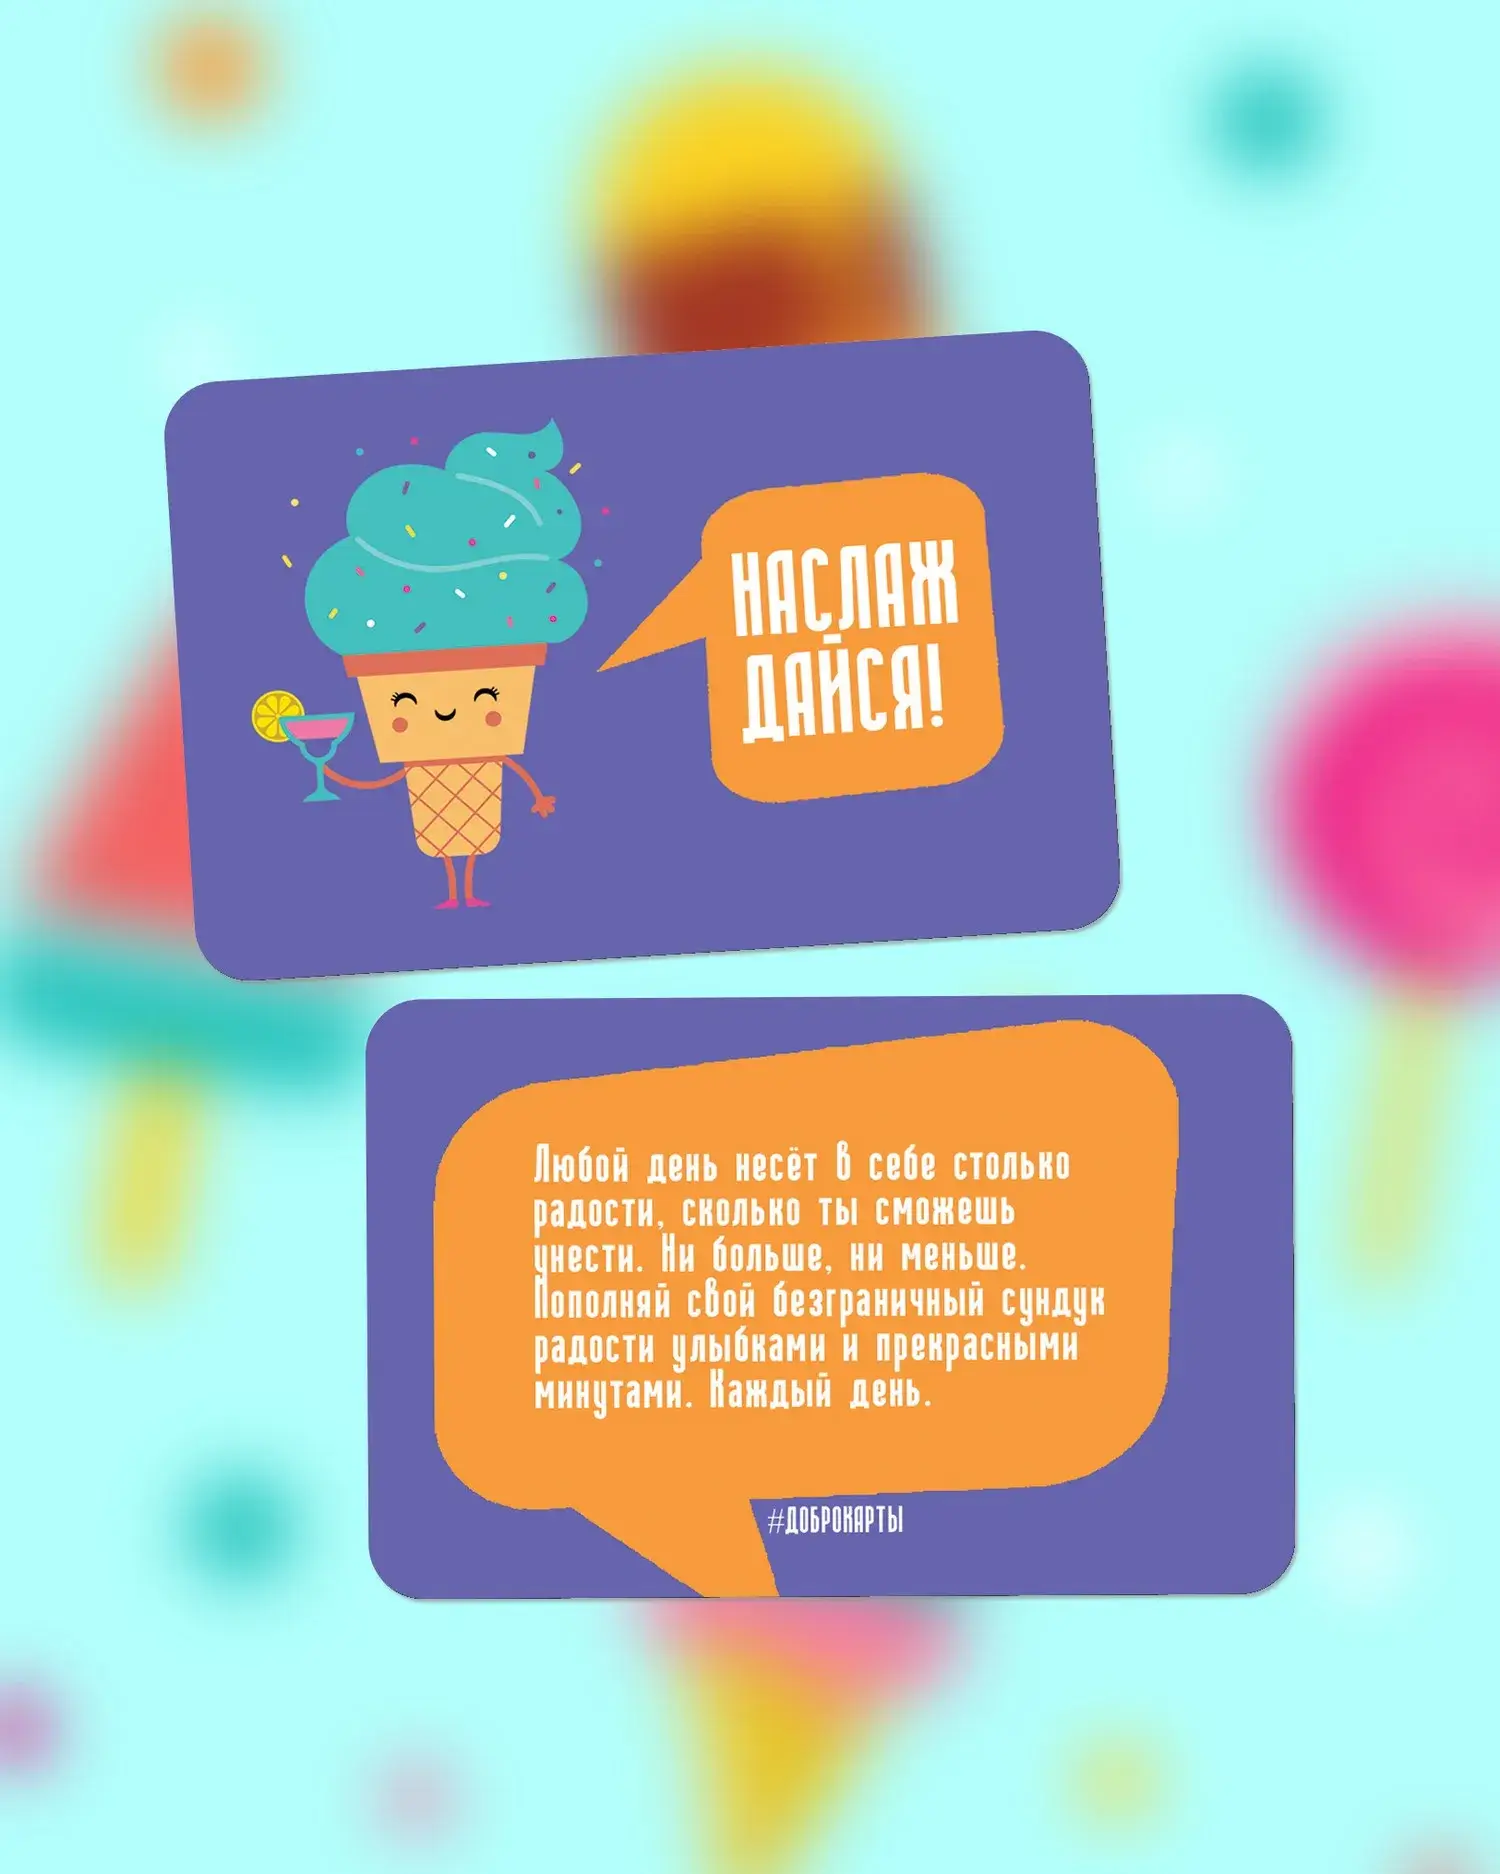 НАСЛАЖ
ДАЙСЯ!
Любой день несёт в себе столько
радости, сколько ты сможешь
унести. Ни больше, ни меньше.
Пополняй свой безграничный сундук
радости улыбками и прекрасными
минутами. Каждый день.
#ДОБРОКАРТЫ